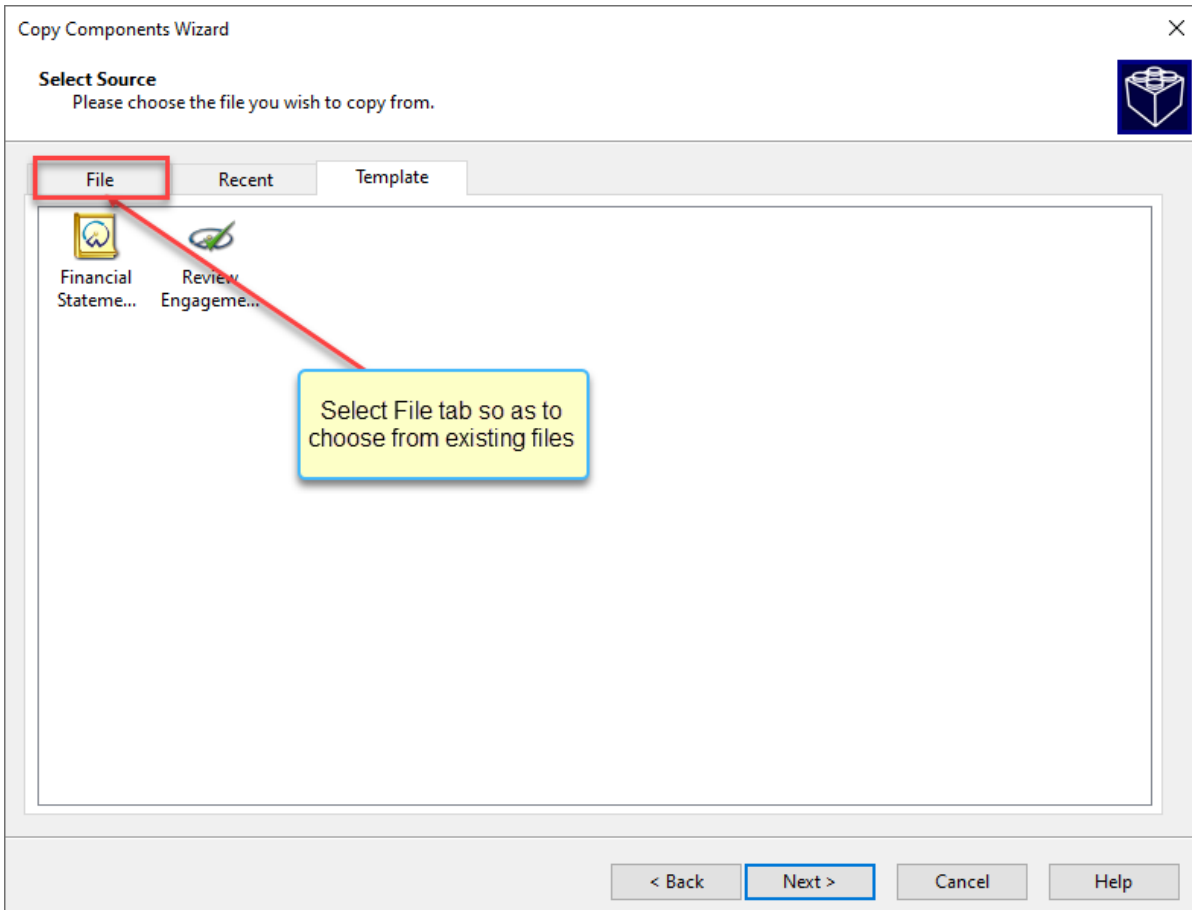 Copy Components Wizard
Select Source
Please choose the file you wish to copy from.
File Recent Template
Financial Review
Stateme... Engageme...
Select File tab so as to
choose from existing files
< Back Next > Cancel Help